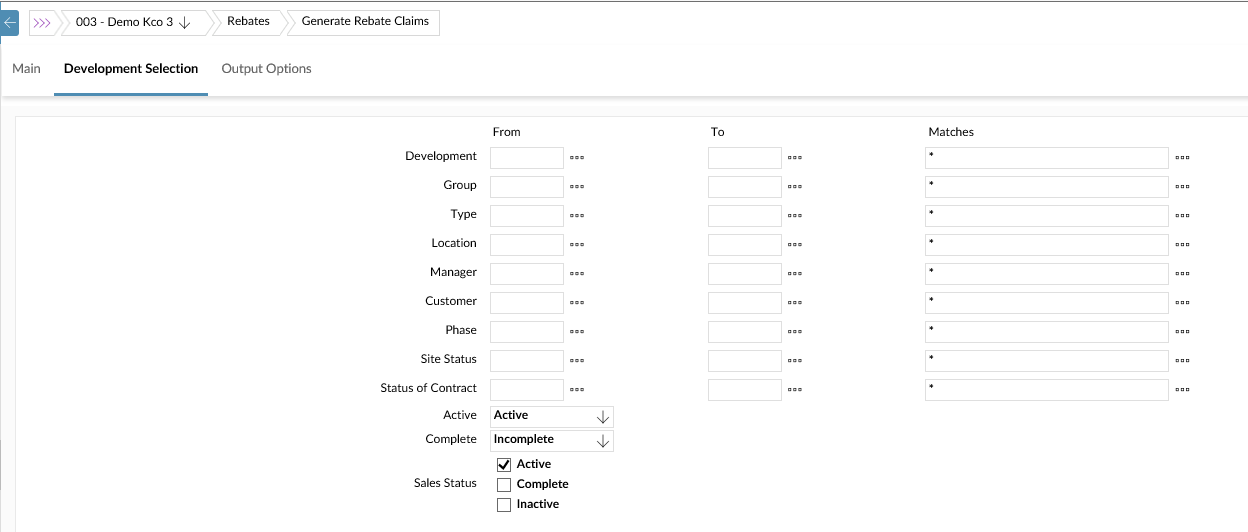 003 - Demo Kco 3 Rebates Generate Rebate Claims
Main Development Selection Output Options
From To Matches
Development *
Group *
Type *
Location *
Manager *
Customer *
Phase *
Site Status *
Status of Contract *
Active Active
Complete Incomplete
Active
Sales Status Complete
Inactive